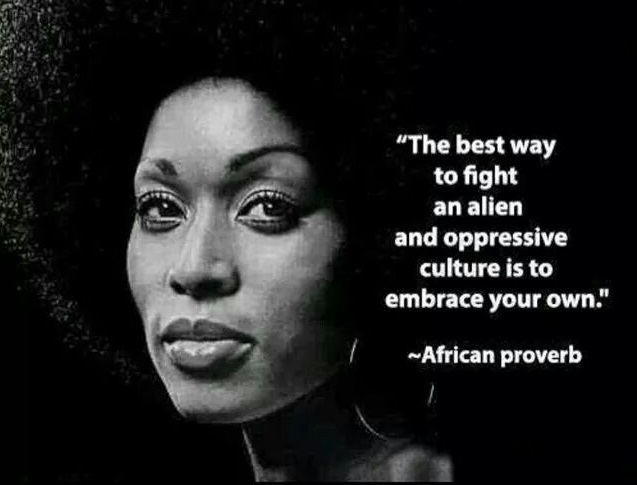 “The best way
to fight
an alien
and oppressive
culture is to
embrace your own."
~African proverb